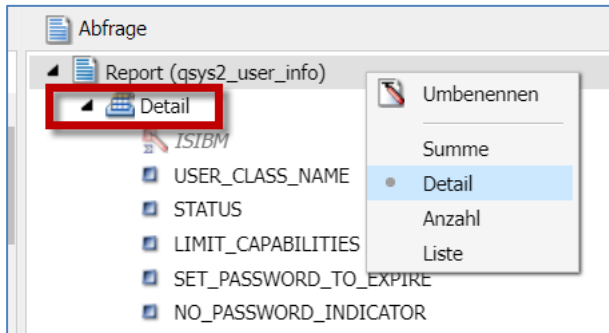 Abfrage
Report (qsys2_user_info)
Umbenennen
Detail
ISIBM
Summe
USER_CLASS_NAME
Detail
STATUS
Anzahl
LIMIT_CAPABILITIES
Liste
SET_PASSWORD_TO_EXPIRE
NO_PASSWORD_INDICATOR